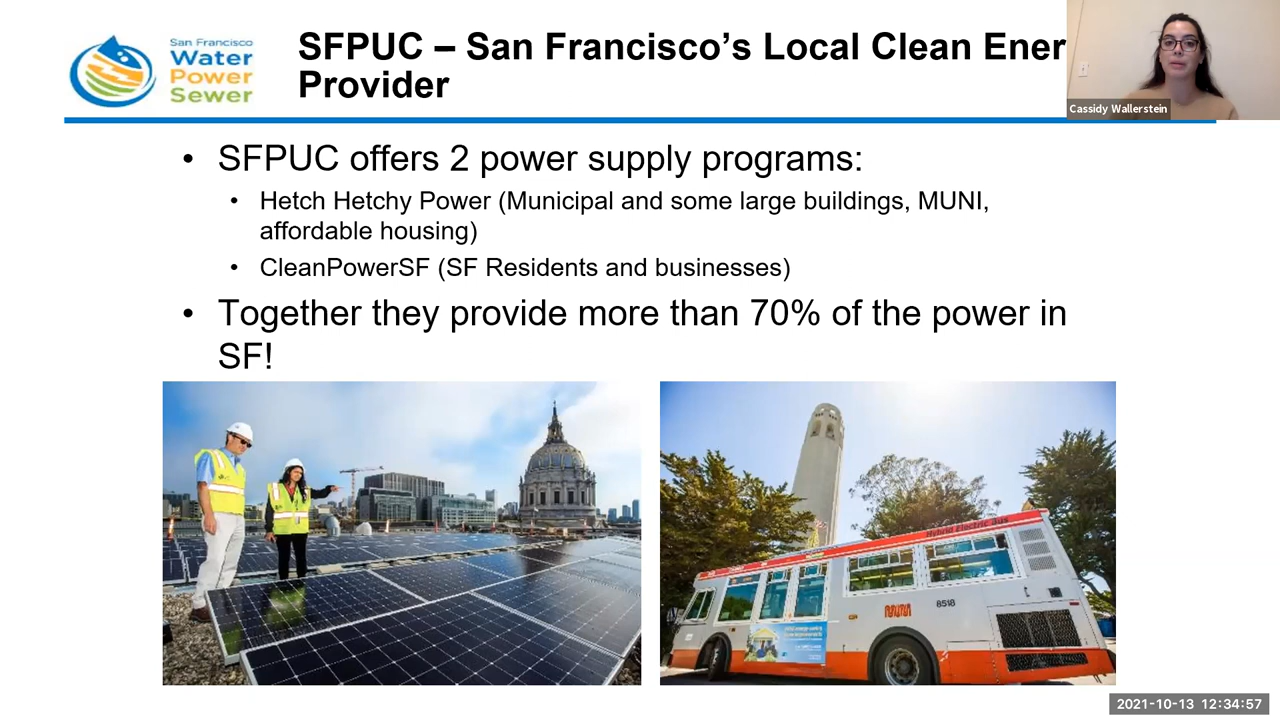 San Francisco
Water
Power
Sewer
SFPUC – San Francisco’s Local Clean Ener
Provider
Cassidy Wallerstein
• SFPUC offers 2 power supply programs:
• Hetch Hetchy Power (Municipal and some large buildings, MUNI,
affordable housing)
• CleanPowerSF (SF Residents and businesses)
• Together they provide more than 70% of the power in
SF!
Hybrid Electric Bus
MUNI
8518
2021-10-13 12:34:57